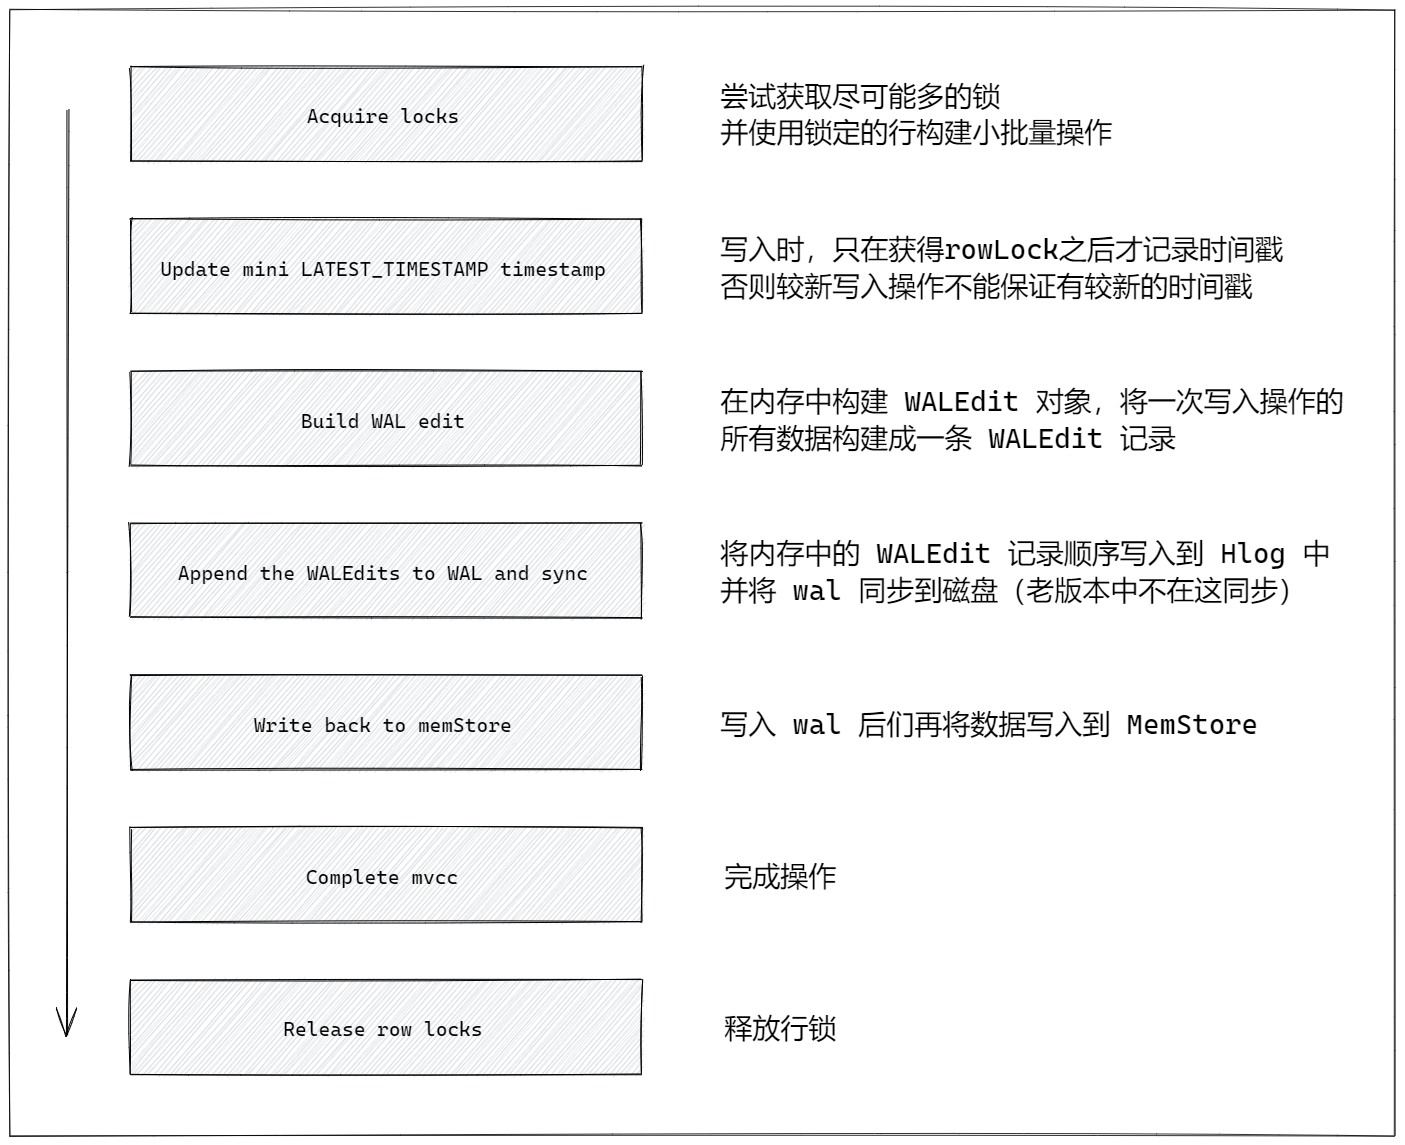 Acquire locks
尝试获取尽可能多的锁
并使用锁定的行构建小批量操作
Update mini LATEST_TIMESTAMP timestamp
写入时，只在获得rowLock之后才记录时间戳
否则较新写入操作不能保证有较新的时间戳
Build WAL edit
在内存中构建 WALEdit 对象，将一次写入操作的
所有数据构建成一条 WALEdit 记录
Append the WALEdits to WAL and sync
将内存中的 WALEdit 记录顺序写入到 Hlog 中
并将 wal 同步到磁盘（老版本中不在这同步）
Write back to memStore
写入 wal 后们再将数据写入到 MemStore
Complete mvcc
完成操作
Release row locks
释放行锁